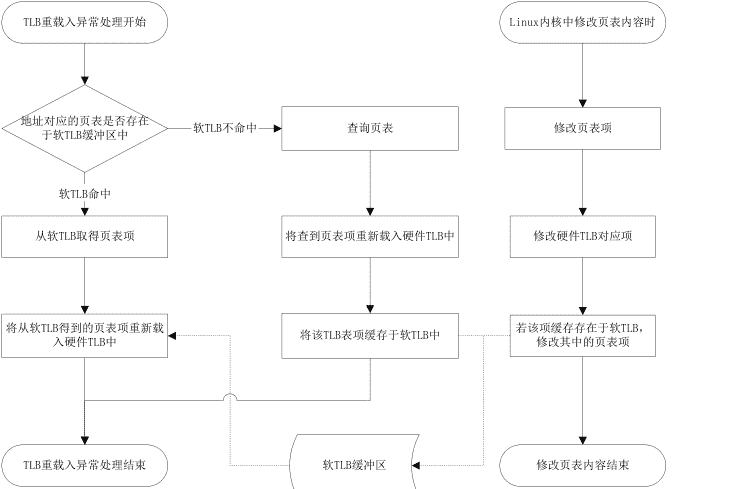 TLB重载入异常处理开始
Linux内核中修改页表内容时
地址对应的页表是否存在
于软TLB缓冲区中
软TLB不命中
查询页表
修改页表项
软TLB命中
从软TLB取得页表项
将查到页表项重新载入硬件TLB中
修改硬件TLB对应项
将从软TLB得到的页表项重新载
入硬件TLB中
将该TLB表项缓存于软TLB中
若该项缓存存在于软TLB，
修改其中的页表项
TLB重载入异常处理结束
软TLB缓冲区
修改页表内容结束